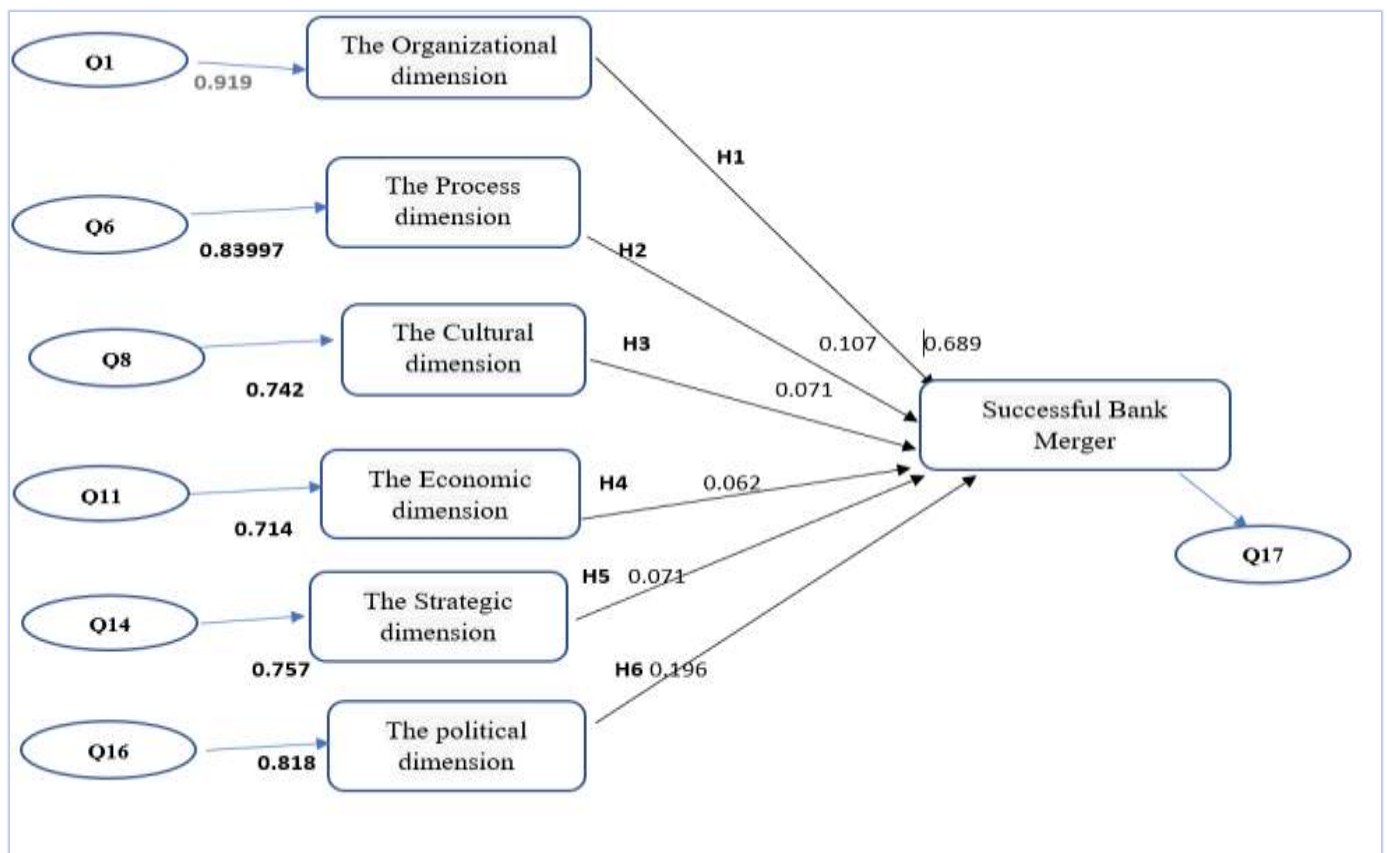 Q1
0.919
The Organizational
dimension
H1
Q6
0.83997
The Process
dimension
H2
Q8
0.742
The Cultural
dimension
H3
0.107
0.689
0.071
Successful Bank
Merger
Q11
0.714
The Economic
dimension
H4
0.062
Q17
Q14
0.757
The Strategic
dimension
H5 0.071
H6 0.196
Q16
0.818
The political
dimension